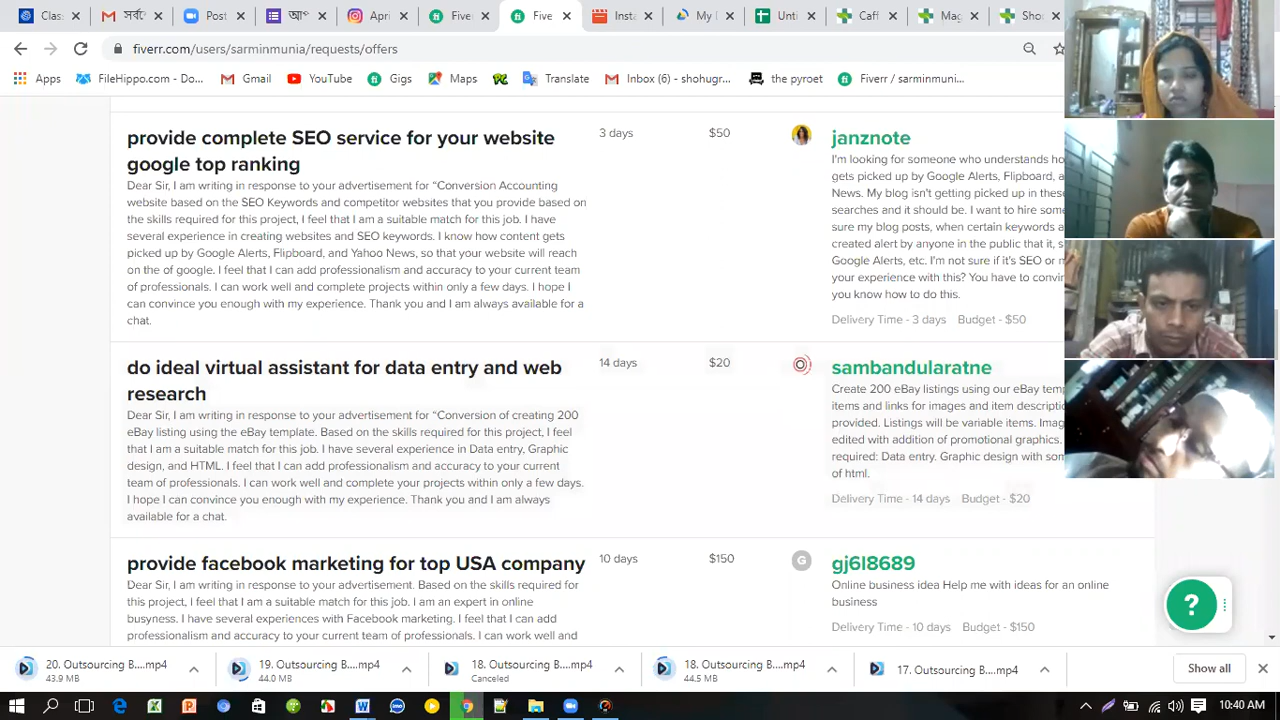 Clas
সর্বশে
Post
আপ
Apri
Five
Five
Insta
My
Unti
Caff
Mag
Sho
fiverr.com/users/sarminmunia/requests/offers
Apps
FileHippo.com - Do...
Gmail
YouTube
Gigs
Maps
Translate
Inbox (6) - shohugr...
the pyroet
Fiverr / sarminmuni...
provide complete SEO service for your website
google top ranking
3 days
$50
Dear Sir, I am writing in response to your advertisement for “Conversion Accounting
website based on the SEO Keywords and competitor websites that you provide based on
the skills required for this project, I feel that I am a suitable match for this job. I have
several experience in creating websites and SEO keywords. I know how content gets
picked up by Google Alerts, Flipboard, and Yahoo News, so that your website will reach
on the of google. I feel that I can add professionalism and accuracy to your current team
of professionals. I can work well and complete projects within only a few days. I hope I
can convince you enough with my experience. Thank you and I am always available for a
chat.
janznote
I'm looking for someone who understands ho
gets picked up by Google Alerts, Flipboard, a
News. My blog isn't getting picked up in these
searches and it should be. I want to hire som
sure my blog posts, when certain keywords a
created alert by anyone in the public that it, s
Google Alerts, etc. I'm not sure if it's SEO or m
your experience with this? You have to convin
you know how to do this.
Delivery Time - 3 days Budget - $50
do ideal virtual assistant for data entry and web
research
14 days
$20
Dear Sir, I am writing in response to your advertisement for “Conversion of creating 200
eBay listing using the eBay template. Based on the skills required for this project, I feel
that I am a suitable match for this job. I have several experience in Data entry. Graphic
design, and HTML. I feel that I can add professionalism and accuracy to your current
team of professionals. I can work well and complete your projects within only a few days.
I hope I can convince you enough with my experience. Thank you and I am always
available for a chat.
sambandularatne
Create 200 eBay listings using our eBay temp
items and links for images and item descriptio
provided. Listings will be variable items. Imag
edited with addition of promotional graphics.
required: Data entry. Graphic design with som
of html.
Delivery Time - 14 days Budget - $20
provide facebook marketing for top USA company
10 days
$150
Dear Sir, I am writing in response to your advertisement. Based on the skills required for
this project, I feel that I am a suitable match for this job. I am an expert in online
busyness. I have several experiences with Facebook marketing. I feel that I can add
professionalism and accuracy to your current team of professionals. I can work well and
G
gj6l8689
Online business idea Help me with ideas for an online
business
Delivery Time - 10 days Budget - $150
?
20. Outsourcing B....mp4
43.9 MB
19. Outsourcing B....mp4
44.0 MB
18. Outsourcing B....mp4
Canceled
18. Outsourcing B....mp4
44.5 MB
17. Outsourcing B....mp4
Show all
10:40 AM